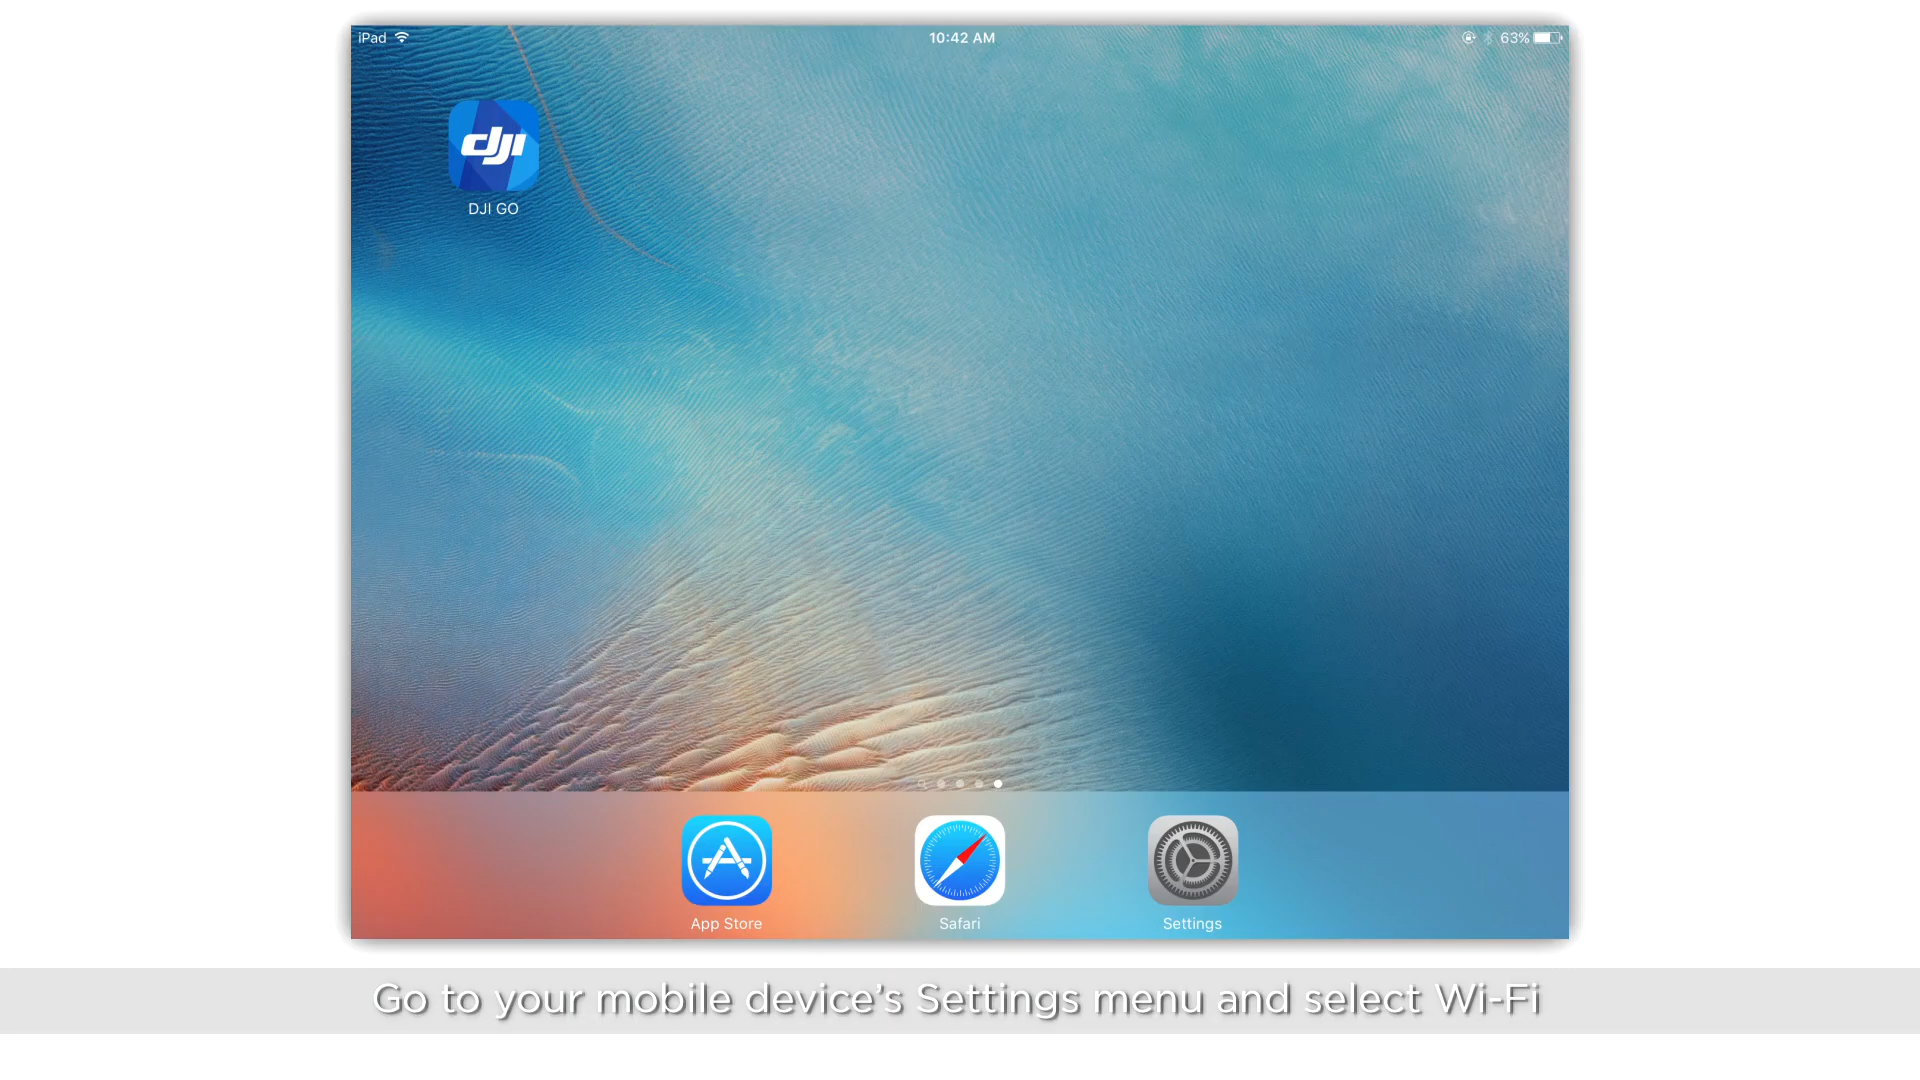 iPad
10:42 AM
63%
dji
DJI GO
App Store
Safari
Settings
Go to your mobile device's Settings menu and select Wi-Fi